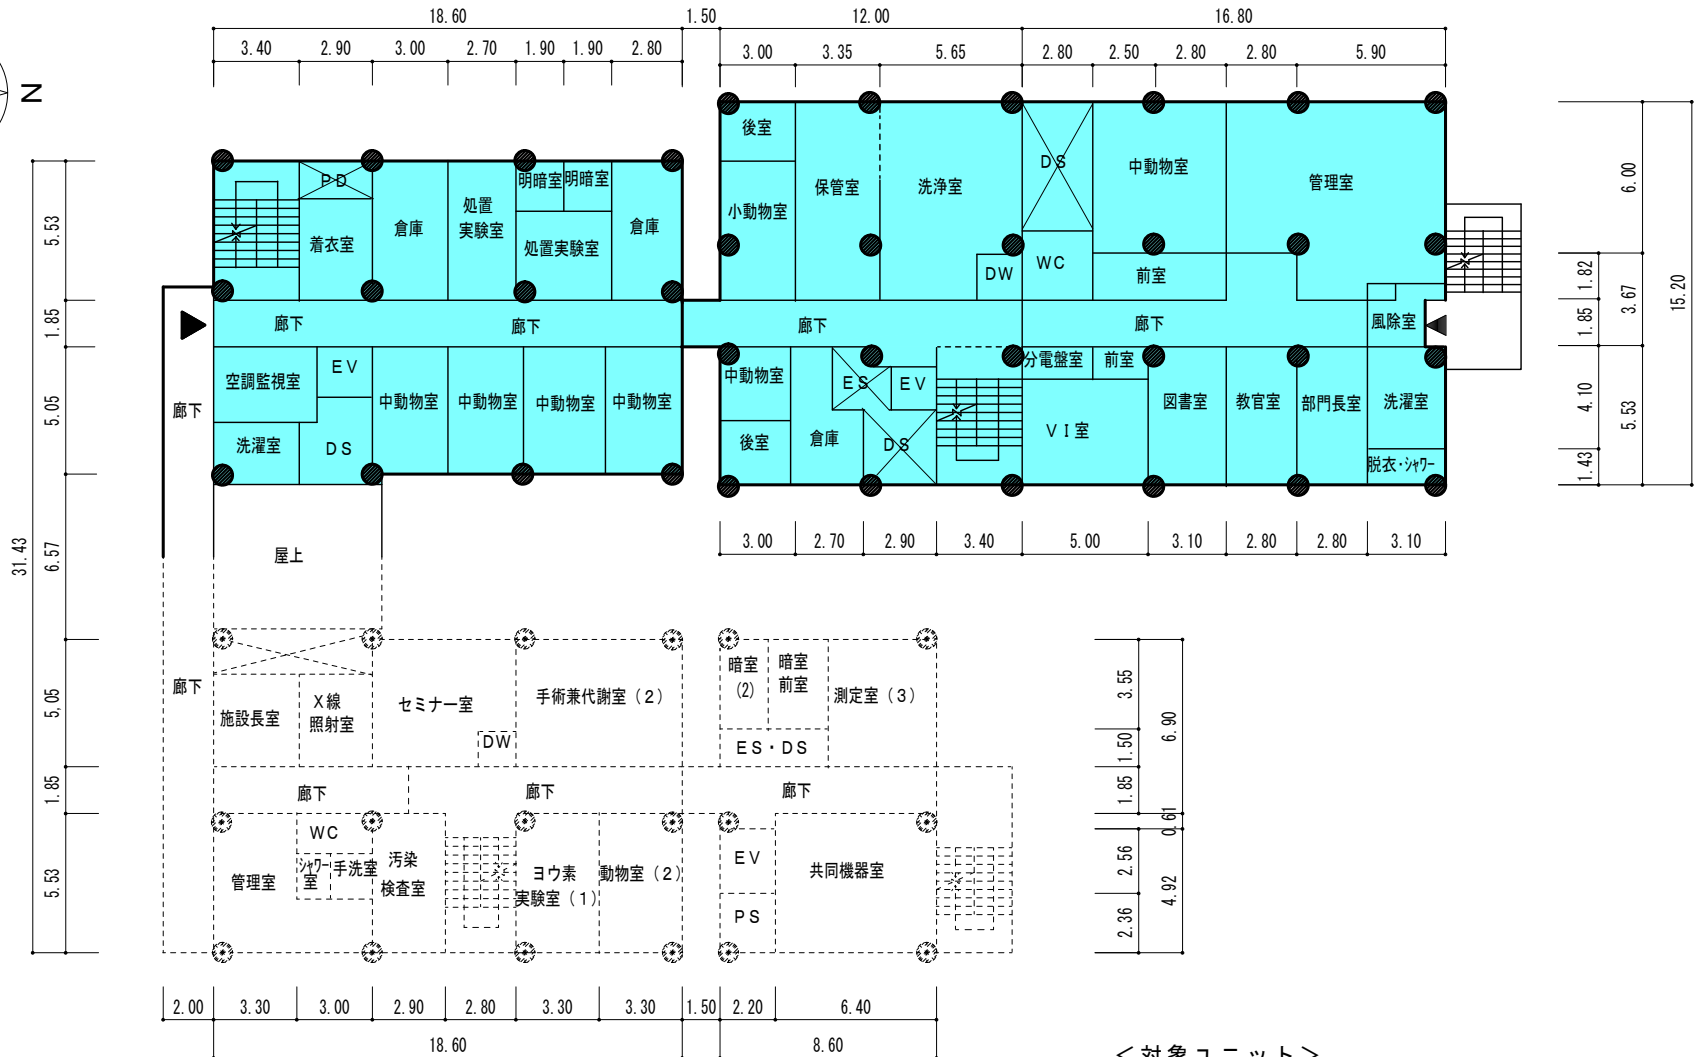 18.60
1.50
12.00
16.80
3.40
2.90
3.00
2.70
1.90
1.90
2.80
3.00
3.35
5.65
2.80
2.50
2.80
2.80
5.90
N
後室
小動物室
保管室
洗浄室
DS
中動物室
管理室
PD
着衣室
倉庫
処置
実験室
明暗室
明暗室
処置実験室
倉庫
DW
WC
前室
廊下
廊下
廊下
廊下
風除室
空調監視室
EV
中動物室
中動物室
中動物室
中動物室
洗濯室
DS
廊下
中動物室
後室
ES
EV
倉庫
DS
分電盤室
前室
VI室
図書室
教官室
部門長室
洗濯室
脱衣・シャワー
5.53
1.85
5.05
6.57
31.43
5,05
1.85
5.53
6.00
1.82
3.67
1.85
15.20
4.10
5.53
1.43
3.00
2.70
2.90
3.40
5.00
3.10
2.80
2.80
3.10
屋上
廊下
施設長室
X線
照射室
セミナー室
DW
手術兼代謝室(2)
暗室
(2)
暗室
前室
測定室(3)
ES・DS
廊下
廊下
廊下
管理室
WC
シャワー
室
手洗室
汚染
検査室
ヨウ素
実験室(1)
動物室(2)
EV
PS
共同機器室
3.55
1.50
6.90
1.85
0.61
2.56
4.92
2.36
2.00
3.30
3.00
2.90
2.80
3.30
3.30
1.50
2.20
6.40
18.60
8.60
<対象ユニット>